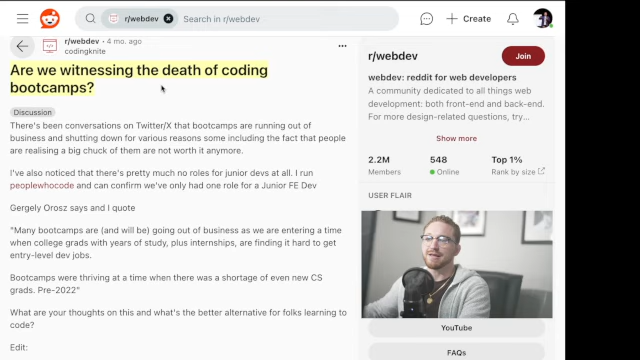 r/webdev
Search in r/webdev
Create
r/webdev • 4 mo. ago
codingknite
Are we witnessing the death of coding
bootcamps?
Discussion
There's been conversations on Twitter/X that bootcamps are running out of
business and shutting down for various reasons some including the fact that people
are realising a big chuck of them are not worth it anymore.
I've also noticed that there's pretty much no roles for junior devs at all. I run
peoplewhocode and can confirm we've only had one role for a Junior FE Dev
Gergely Orosz says and I quote
"Many bootcamps are (and will be) going out of business as we are entering a time
when college grads with years of study, plus internships, are finding it hard to get
entry-level dev jobs.
Bootcamps were thriving at a time when there was a shortage of even new CS
grads. Pre-2022"
What are your thoughts on this and what's the better alternative for folks learning to
code?
Edit:
r/webdev
Join
webdev: reddit for web developers
A community dedicated to all things web
development: both front-end and back-end.
For more design-related questions, try...
Show more
2.2M 548 Top 1%
Members Online Rank by size
USER FLAIR
YouTube
FAQs